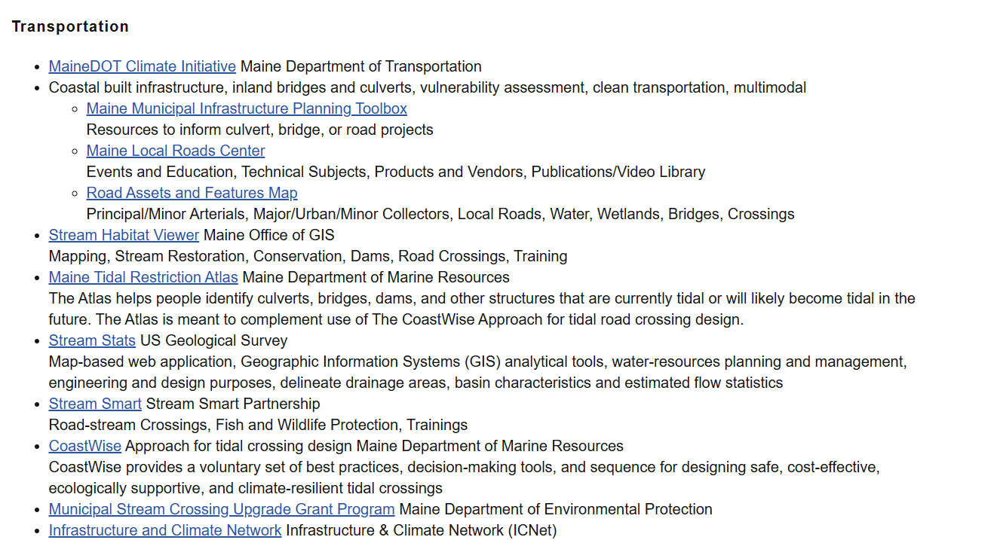 Transportation
MaineDOT Climate Initiative Maine Department of Transportation
Coastal built infrastructure, inland bridges and culverts, vulnerability assessment, clean transportation, multimodal
Maine Municipal Infrastructure Planning Toolbox
Resources to inform culvert, bridge, or road projects
Maine Local Roads Center
Events and Education, Technical Subjects, Products and Vendors, Publications/Video Library
Road Assets and Features Map
Principal/Minor Arterials, Major/Urban/Minor Collectors, Local Roads, Water, Wetlands, Bridges, Crossings
Stream Habitat Viewer Maine Office of GIS
Mapping, Stream Restoration, Conservation, Dams, Road Crossings, Training
Maine Tidal Restriction Atlas Maine Department of Marine Resources
The Atlas helps people identify culverts, bridges, dams, and other structures that are currently tidal or will likely become tidal in the
future. The Atlas is meant to complement use of The CoastWise Approach for tidal road crossing design.
Stream Stats US Geological Survey
Map-based web application, Geographic Information Systems (GIS) analytical tools, water-resources planning and management,
engineering and design purposes, delineate drainage areas, basin characteristics and estimated flow statistics
Stream Smart Stream Smart Partnership
Road-stream Crossings, Fish and Wildlife Protection, Trainings
CoastWise Approach for tidal crossing design Maine Department of Marine Resources
CoastWise provides a voluntary set of best practices, decision-making tools, and sequence for designing safe, cost-effective,
ecologically supportive, and climate-resilient tidal crossings
Municipal Stream Crossing Upgrade Grant Program Maine Department of Environmental Protection
Infrastructure and Climate Network Infrastructure & Climate Network (ICNet)